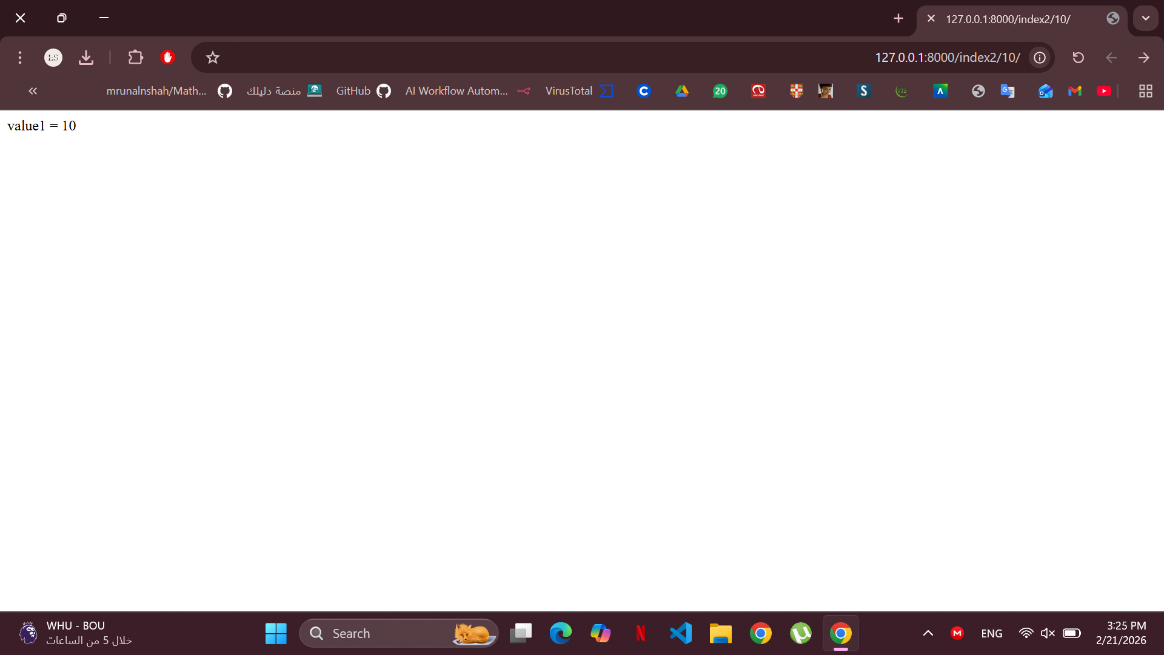 127.0.0.1:8000/index2/10/
127.0.0.1:8000/index2/10/
mrunalnshah/Math...
منصة دليلك
GitHub
AI Workflow Autom...
VirusTotal
20
value1 = 10
WHU - BOU
خلال 5 من الساعات
Search
ENG
3:25 PM
2/21/2026